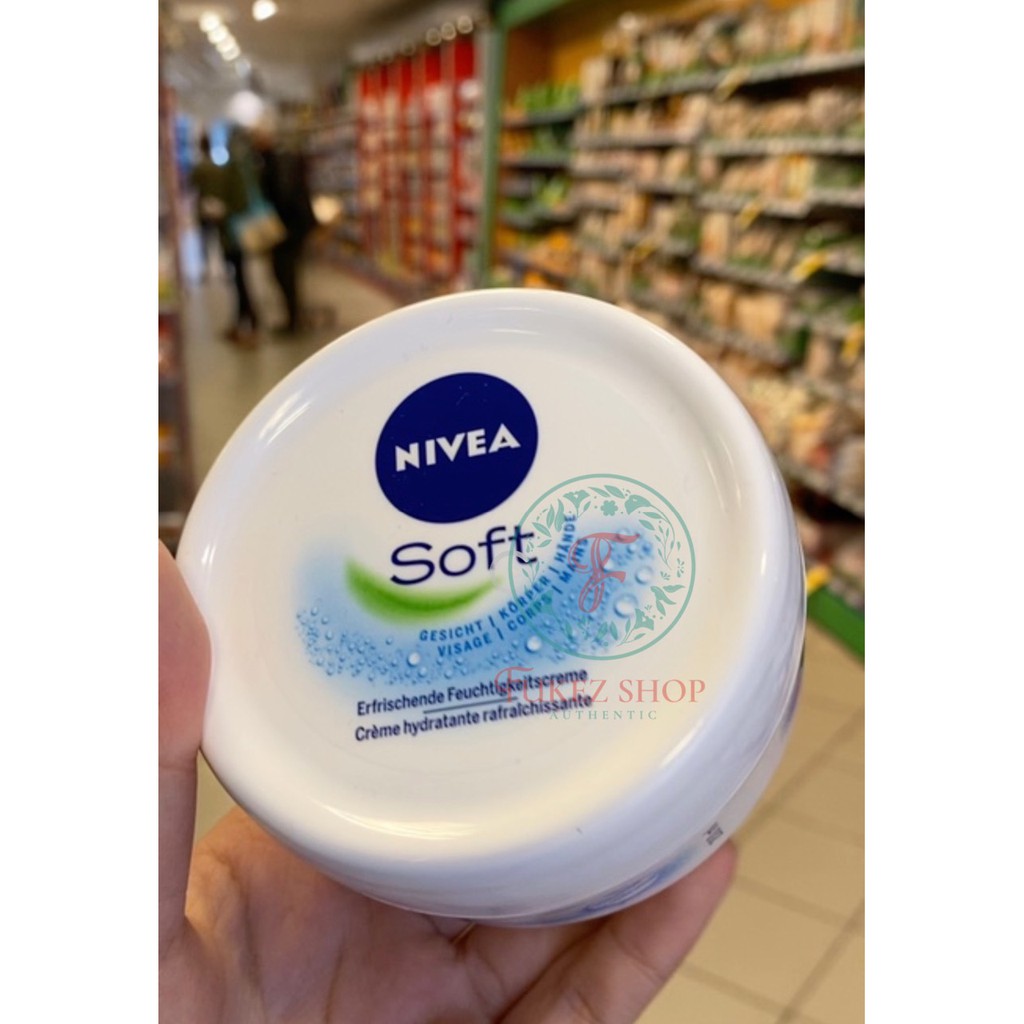 NIVEA
Soft
GESICHT | KÖRPER | HÄNDE
VISAGE | CORPS | MAINS
Erfrischende Feuchtigkeitscreme
Crème hydratante rafraîchissante
F
FUKEZ SHOP
AUTHENTIC